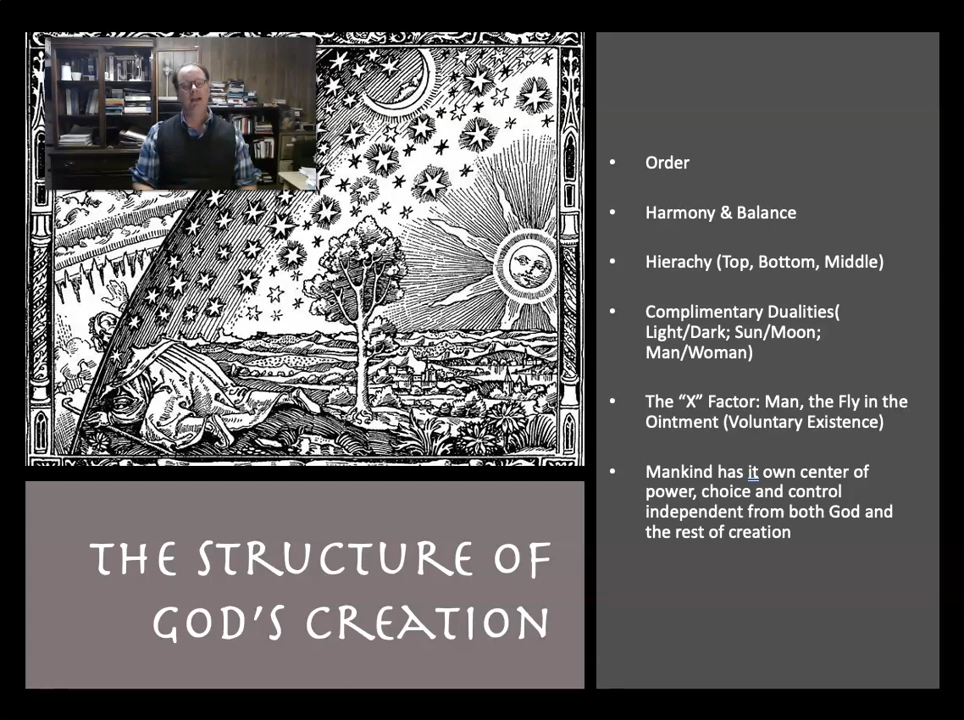 Order
Harmony & Balance
Hierachy (Top, Bottom, Middle)
Complimentary Dualities(
Light/Dark; Sun/Moon;
Man/Woman)
The “X” Factor: Man, the Fly in the
Ointment (Voluntary Existence)
Mankind has it own center of
power, choice and control
independent from both God and
the rest of creation
THE STRUCTURE OF
GOD'S CREATION